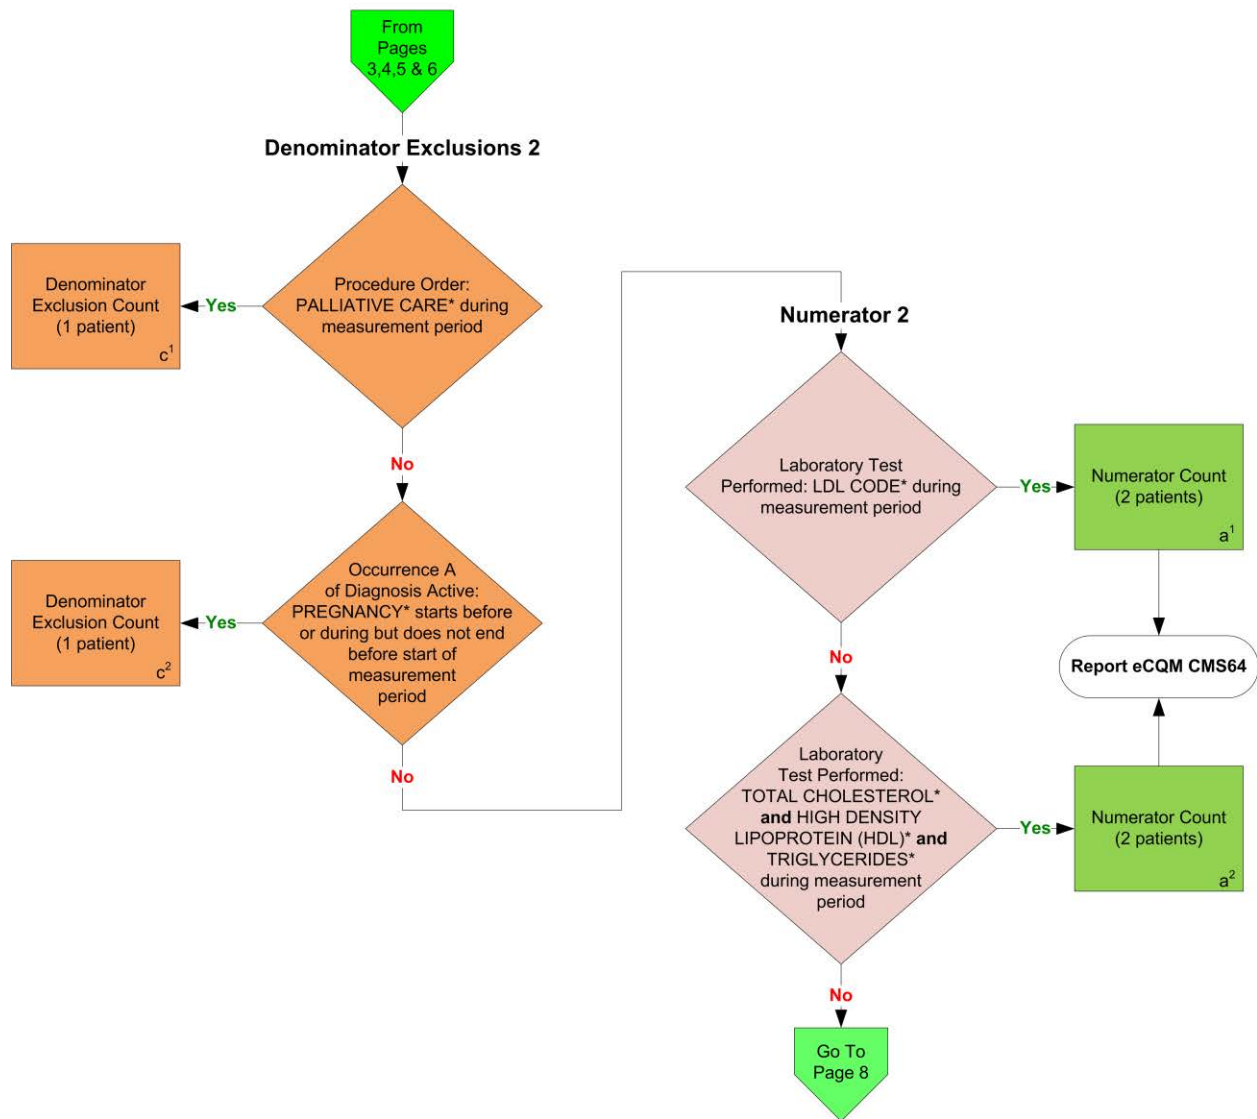 From
Pages
3,4,5 & 6
Denominator Exclusions 2
Procedure Order:
PALLIATIVE CARE* during
measurement period
Yes
Denominator
Exclusion Count
(1 patient)
c¹
No
Occurrence A
of Diagnosis Active:
PREGNANCY* starts before
or during but does not end
before start of
measurement
period
Yes
Denominator
Exclusion Count
(1 patient)
c²
No
Numerator 2
Laboratory Test
Performed: LDL CODE* during
measurement period
Yes
Numerator Count
(2 patients)
a¹
No
Report eCQM CMS64
Laboratory
Test Performed:
TOTAL CHOLESTEROL*
and HIGH DENSITY
LIPOPROTEIN (HDL)* and
TRIGLYCERIDES*
during measurement
period
Yes
Numerator Count
(2 patients)
a²
No
Go To
Page 8